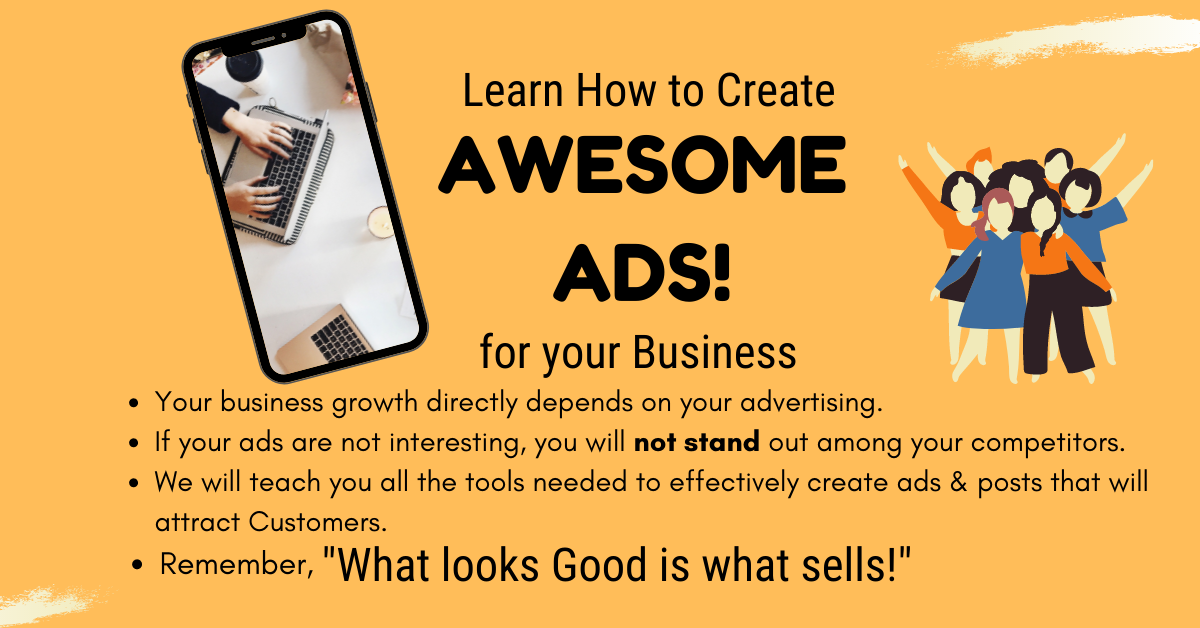 Learn How to Create
AWESOME
ADS!
for your Business
• Your business growth directly depends on your advertising.
• If your ads are not interesting, you will not stand out among your competitors.
• We will teach you all the tools needed to effectively create ads & posts that will
attract Customers.
• Remember, "What looks Good is what sells!"